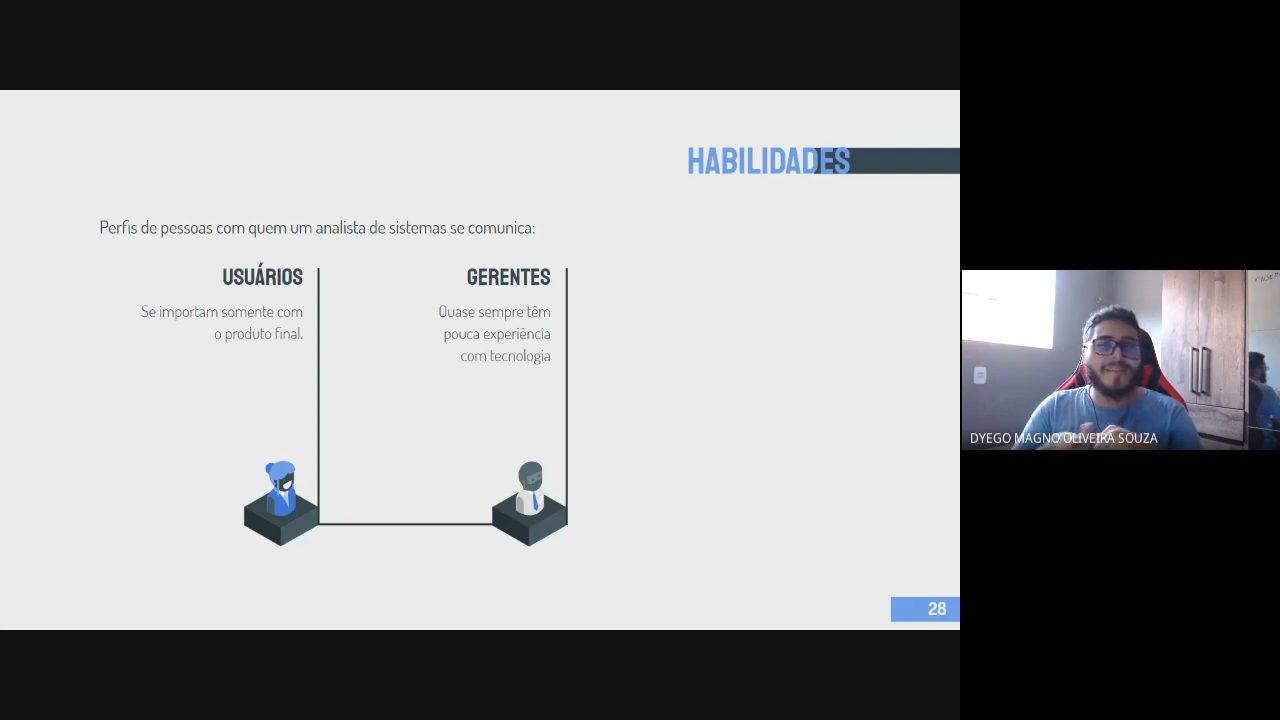 HABILIDADES
Perfis de pessoas com quem um analista de sistemas se comunica:
USUÁRIOS
Se importam somente com
o produto final.
GERENTES
Quase sempre têm
pouca experiência
com tecnologia
28
DYEGO MAGNO OLIVEIRA SOUZA